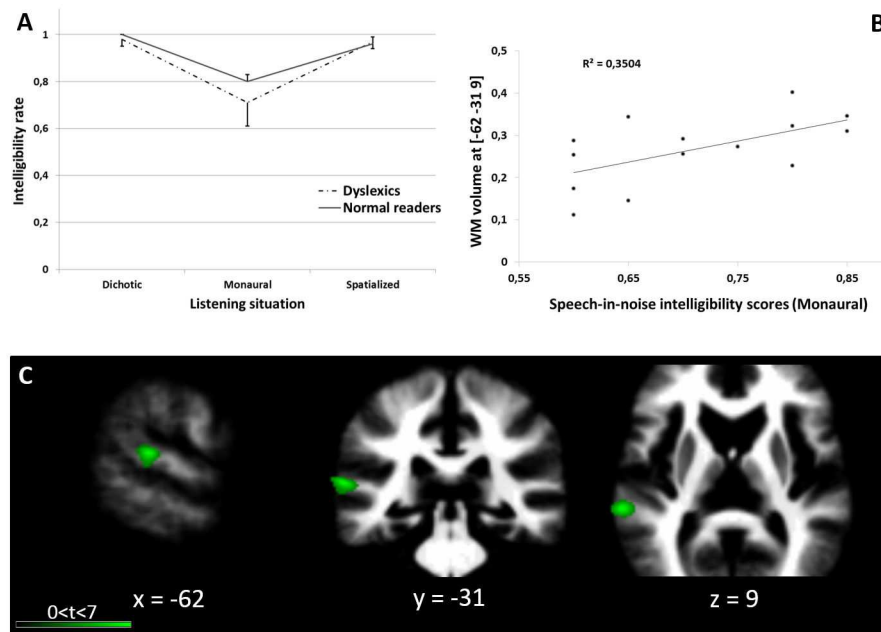 A
1
0,8
0,6
0,4
0,2
0
Intelligibility rate
Dyslexics
Normal readers
Dichotic
Monaural
Spatialized
Listening situation
B
R² = 0,3504
0,5
0,4
0,3
0,2
0,1
0
WM volume at [-62 -31 9]
0,55
0,65
0,75
0,85
Speech-in-noise intelligibility scores (Monaural)
C
0<t<7
x = -62
y = -31
z = 9